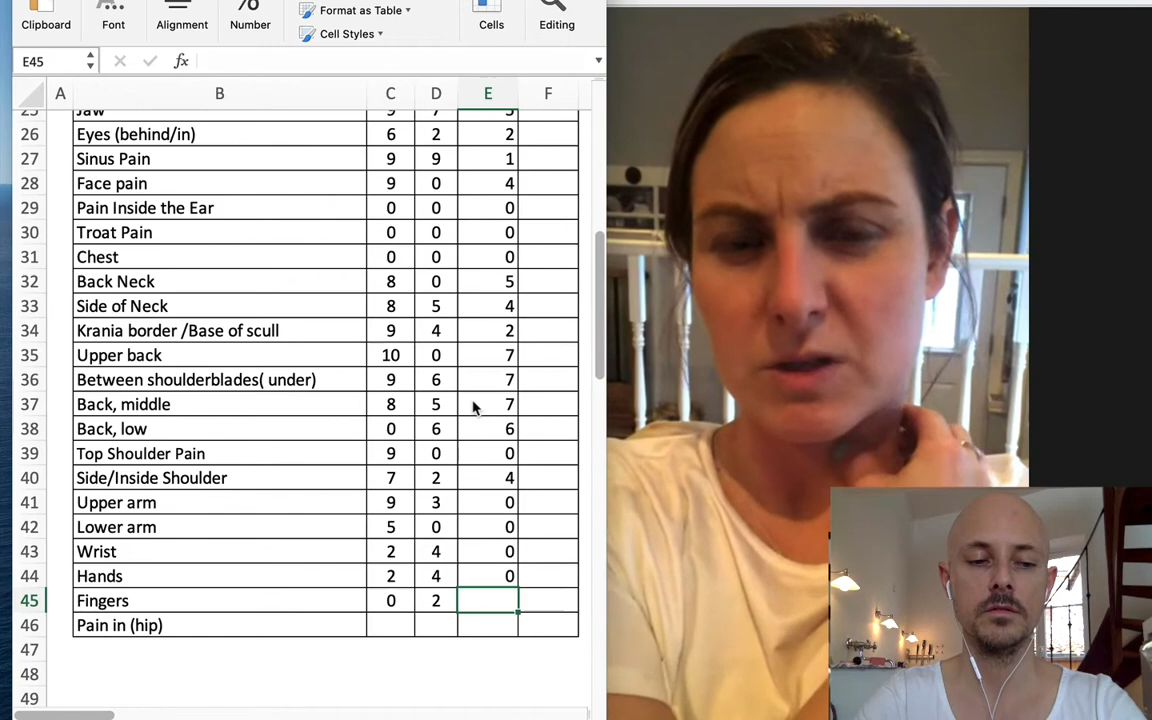 Clipboard Font Alignment Number Format as Table Cell Styles Cells Editing
E45 fx
A B C D E F
25 Jaw 9 7
26 Eyes (behind/in) 6 2 2
27 Sinus Pain 9 9 1
28 Face pain 9 0 4
29 Pain Inside the Ear 0 0 0
30 Troat Pain 0 0 0
31 Chest 0 0 0
32 Back Neck 8 0 5
33 Side of Neck 8 5 4
34 Krania border /Base of scull 9 4 2
35 Upper back 10 0 7
36 Between shoulderblades( under) 9 6 7
37 Back, middle 8 5 7
38 Back, low 0 6 6
39 Top Shoulder Pain 9 0 0
40 Side/Inside Shoulder 7 2 4
41 Upper arm 9 3 0
42 Lower arm 5 0 0
43 Wrist 2 4 0
44 Hands 2 4 0
45 Fingers 0 2
46 Pain in (hip)
47
48
49